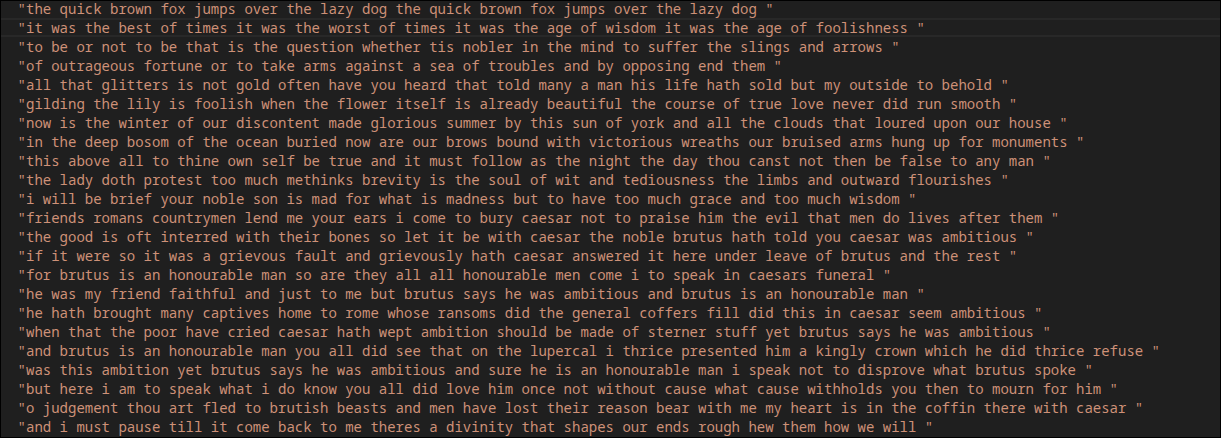 "the quick brown fox jumps over the lazy dog the quick brown fox jumps over the lazy dog "
"it was the best of times it was the worst of times it was the age of wisdom it was the age of foolishness "
"to be or not to be that is the question whether tis nobler in the mind to suffer the slings and arrows "
"of outrageous fortune or to take arms against a sea of troubles and by opposing end them "
"all that glitters is not gold often have you heard that told many a man his life hath sold but my outside to behold "
"gilding the lily is foolish when the flower itself is already beautiful the course of true love never did run smooth "
"now is the winter of our discontent made glorious summer by this sun of york and all the clouds that loured upon our house "
"in the deep bosom of the ocean buried now are our brows bound with victorious wreaths our bruised arms hung up for monuments "
"this above all to thine own self be true and it must follow as the night the day thou canst not then be false to any man "
"the lady doth protest too much methinks brevity is the soul of wit and tediousness the limbs and outward flourishes "
"i will be brief your noble son is mad for what is madness but to have too much grace and too much wisdom "
"friends romans countrymen lend me your ears i come to bury caesar not to praise him the evil that men do lives after them "
"the good is oft interred with their bones so let it be with caesar the noble brutus hath told you caesar was ambitious "
"if it were so it was a grievous fault and grievously hath caesar answered it here under leave of brutus and the rest "
"for brutus is an honourable man so are they all all honourable men come i to speak in caesars funeral "
"he was my friend faithful and just to me but brutus says he was ambitious and brutus is an honourable man "
"he hath brought many captives home to rome whose ransoms did the general coffers fill did this in caesar seem ambitious "
"when that the poor have cried caesar hath wept ambition should be made of sterner stuff yet brutus says he was ambitious "
"and brutus is an honourable man you all did see that on the lupercal i thrice presented him a kingly crown which he did thrice refuse "
"was this ambition yet brutus says he was ambitious and sure he is an honourable man i speak not to disprove what brutus spoke "
"but here i am to speak what i do know you all did love him once not without cause what cause withholds you then to mourn for him "
"o judgement thou art fled to brutish beasts and men have lost their reason bear with me my heart is in the coffin there with caesar "
"and i must pause till it come back to me theres a divinity that shapes our ends rough hew them how we will "